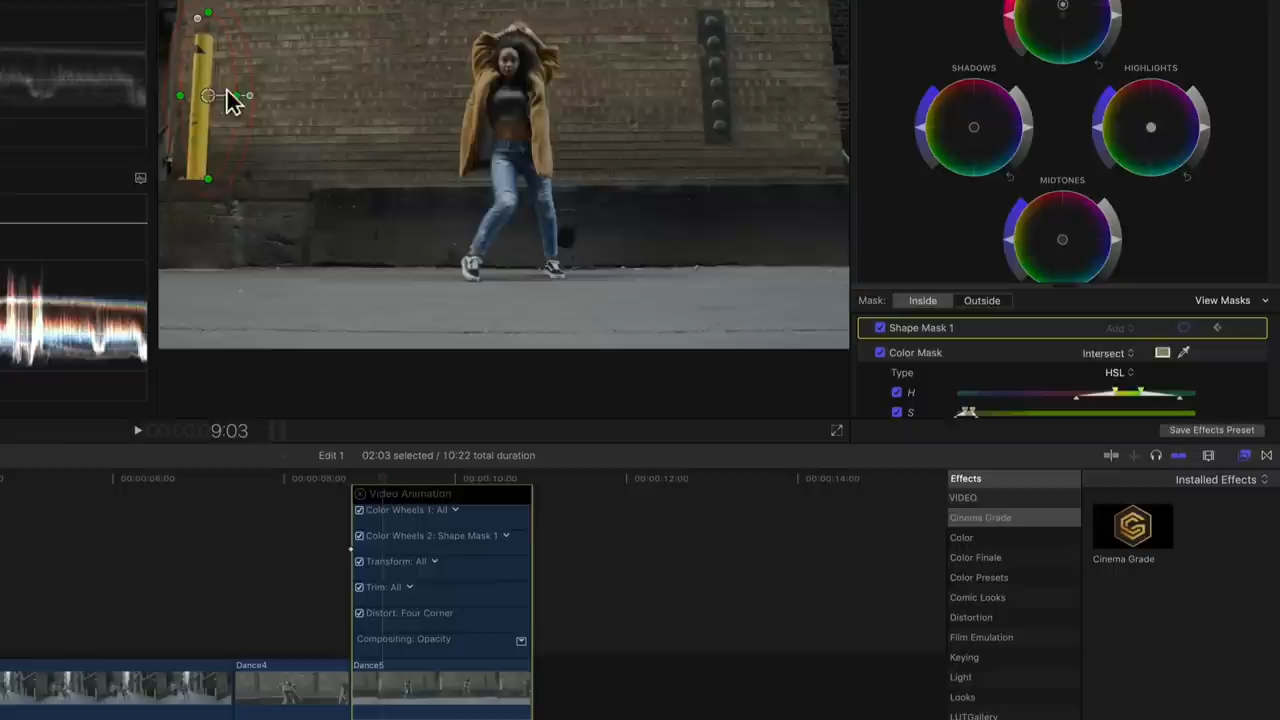 SHADOWS
HIGHLIGHTS
MIDTONES
Mask: Inside Outside View Masks
Shape Mask 1 Add
Color Mask Intersect
Type HSL
H
S
9:03
Save Effects Preset
Edit 1 02:03 selected / 10:22 total duration
00:00:06:00 00:00:08:00 00:00:10:00 00:00:12:00 00:00:14:00
Video Animation
Color Wheels 1: All
Color Wheels 2: Shape Mask 1
Transform: All
Trim: All
Distort: Four Corner
Compositing: Opacity
Dance4 Dance5
Effects Installed Effects
VIDEO
Cinema Grade
Color
Color Finale
Color Presets
Comic Looks
Distortion
Film Emulation
Keying
Light
Looks
LUTGallery
Cinema Grade